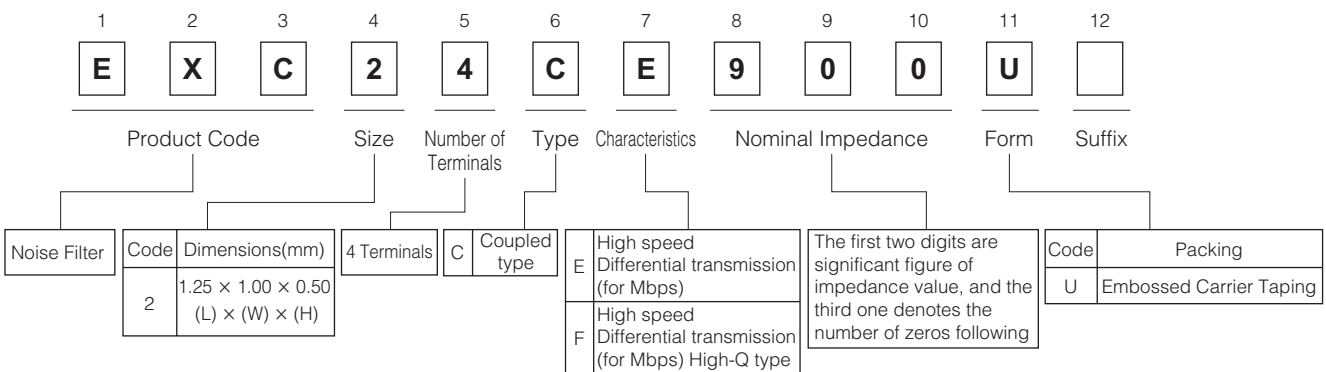 1 2 3 4 5 6 7 8 9 10 11 12
E X C 2 4 C E 9 0 0 U
Product Code Size Number of Terminals Type Characteristics Nominal Impedance Form Suffix
Noise Filter
Code Dimensions(mm)
2 1.25 × 1.00 × 0.50
(L) × (W) × (H)
4 Terminals
C Coupled
type
E High speed
Differential transmission
(for Mbps)
F High speed
Differential transmission
(for Mbps) High-Q type
The first two digits are
significant figure of
impedance value, and the
third one denotes the
number of zeros following
Code Packing
U Embossed Carrier Taping